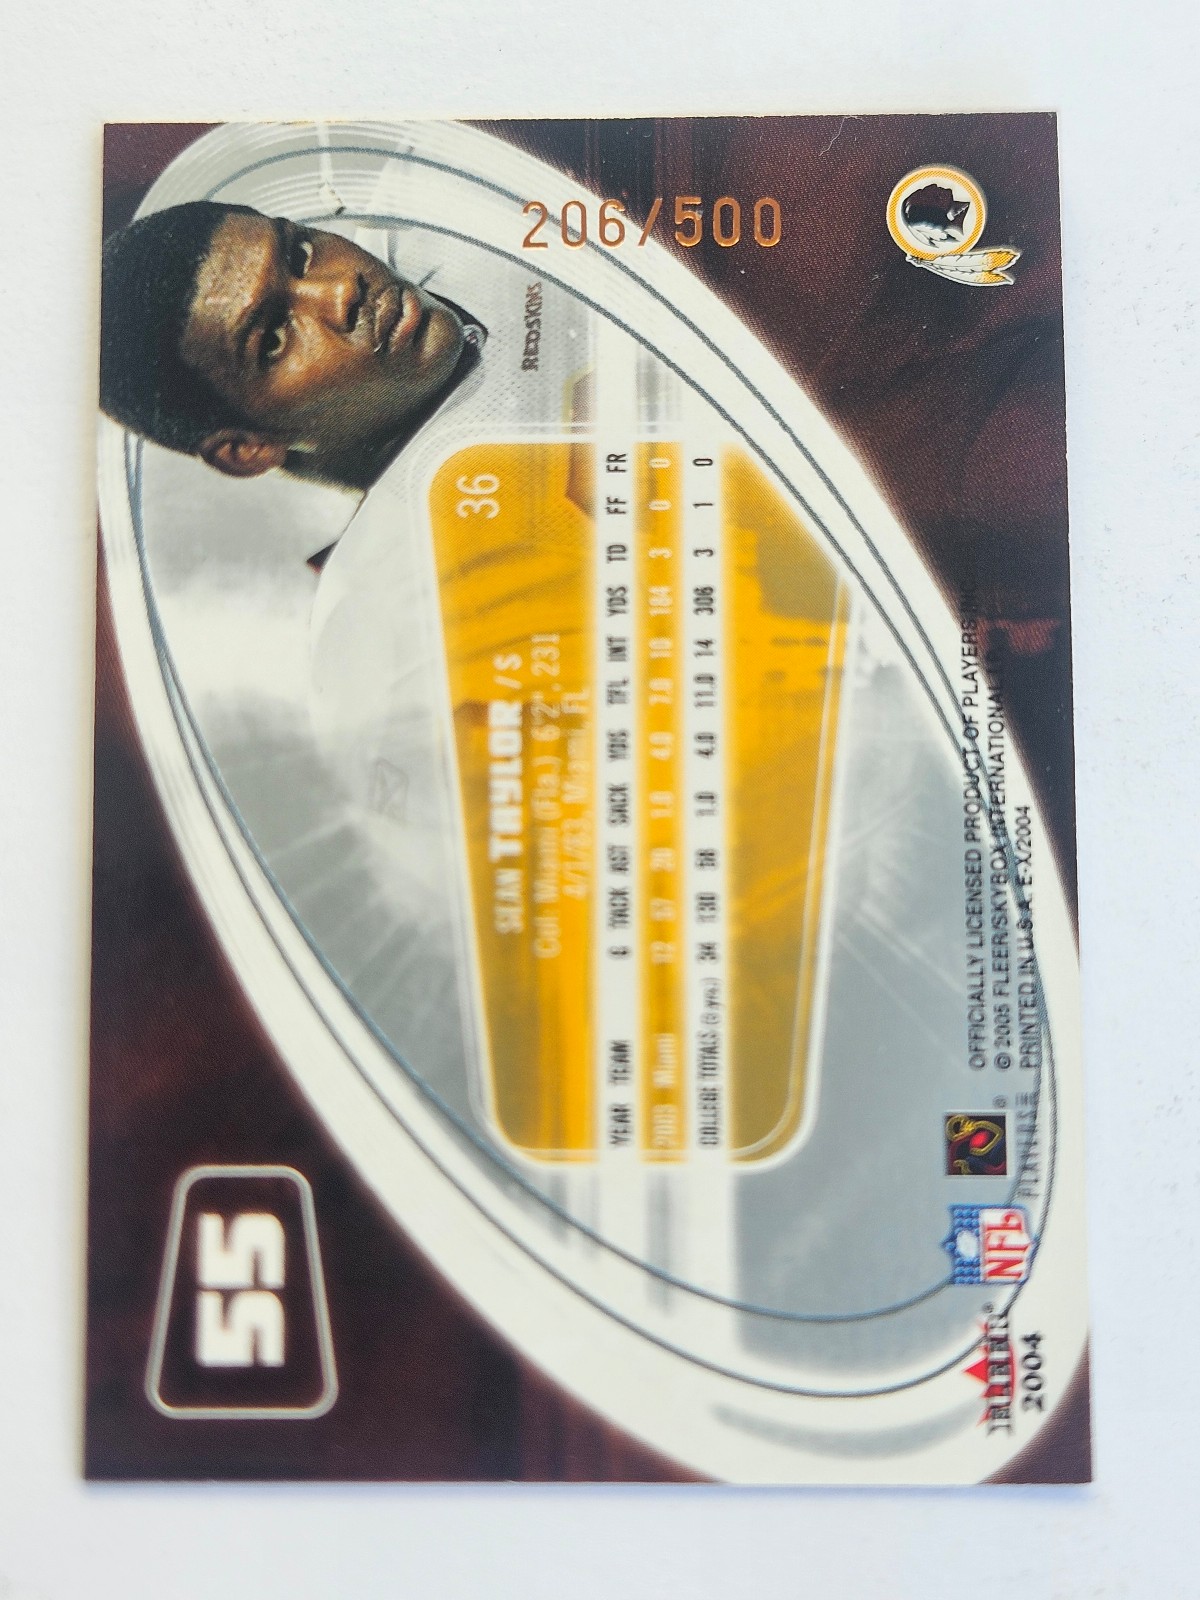 206/500
REDSKINS
36
SEAN TAYLOR / S
Col: Miami (Fla.) 6'2", 231
4/1/83, Miami, FL
YEAR TEAM G TACK AST SACK YDS TFL INT YDS TD FF FR
2003 Miami 12 57 20 1.0 4.0 7.0 10 184 3 0 0
COLLEGE TOTALS (3 yrs.) 34 130 58 1.0 4.0 11.0 14 306 3 1 0
55
OFFICIALLY LICENSED PRODUCT OF PLAYERS INC.
© 2005 FLEER/SKYBOX INTERNATIONAL
PRINTED IN U.S.A. E-X/2004
PLAYERS ®
NFL
FLEER®
2004